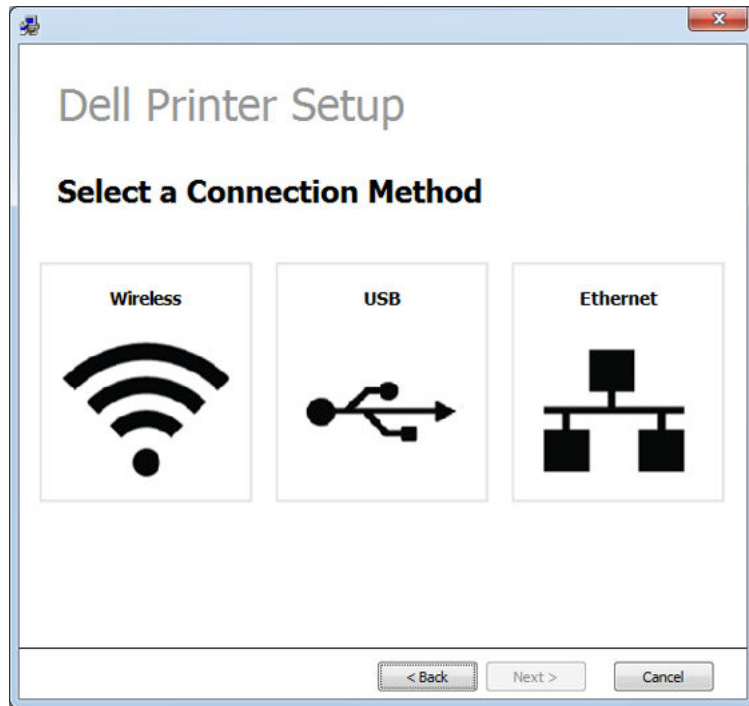 Dell Printer Setup
Select a Connection Method
Wireless
USB
Ethernet
< Back
Next >
Cancel